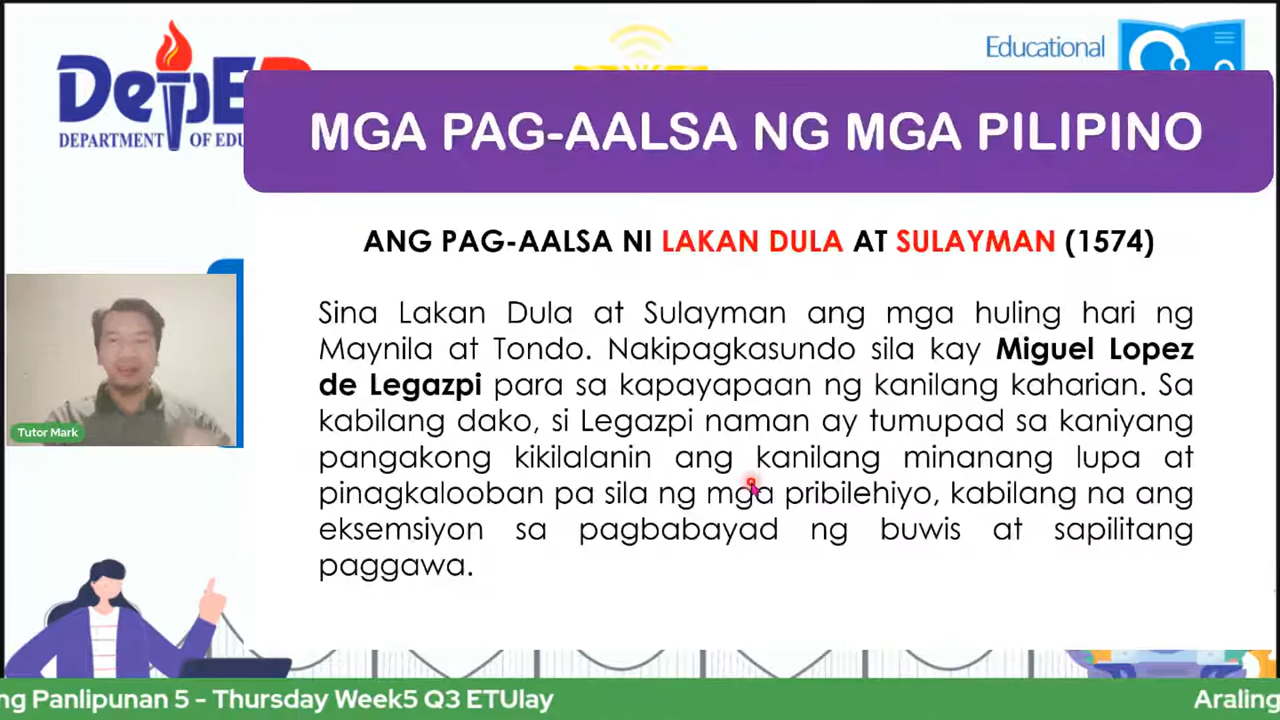 DepE
DEPARTMENT OF EDU
Educational
MGA PAG-AALSA NG MGA PILIPINO
ANG PAG-AALSA NI LAKAN DULA AT SULAYMAN (1574)
Sina Lakan Dula at Sulayman ang mga huling hari ng
Maynila at Tondo. Nakipagkasundo sila kay Miguel Lopez
de Legazpi para sa kapayapaan ng kanilang kaharian. Sa
kabilang dako, si Legazpi naman ay tumupad sa kaniyang
pangakong kikilalanin ang kanilang minanang lupa at
pinagkalooban pa sila ng mga pribilehiyo, kabilang na ang
eksemsiyon sa pagbabayad ng buwis at sapilitang
paggawa.
Tutor Mark
ng Panlipunan 5 - Thursday Week5 Q3 ETUlay
Araling